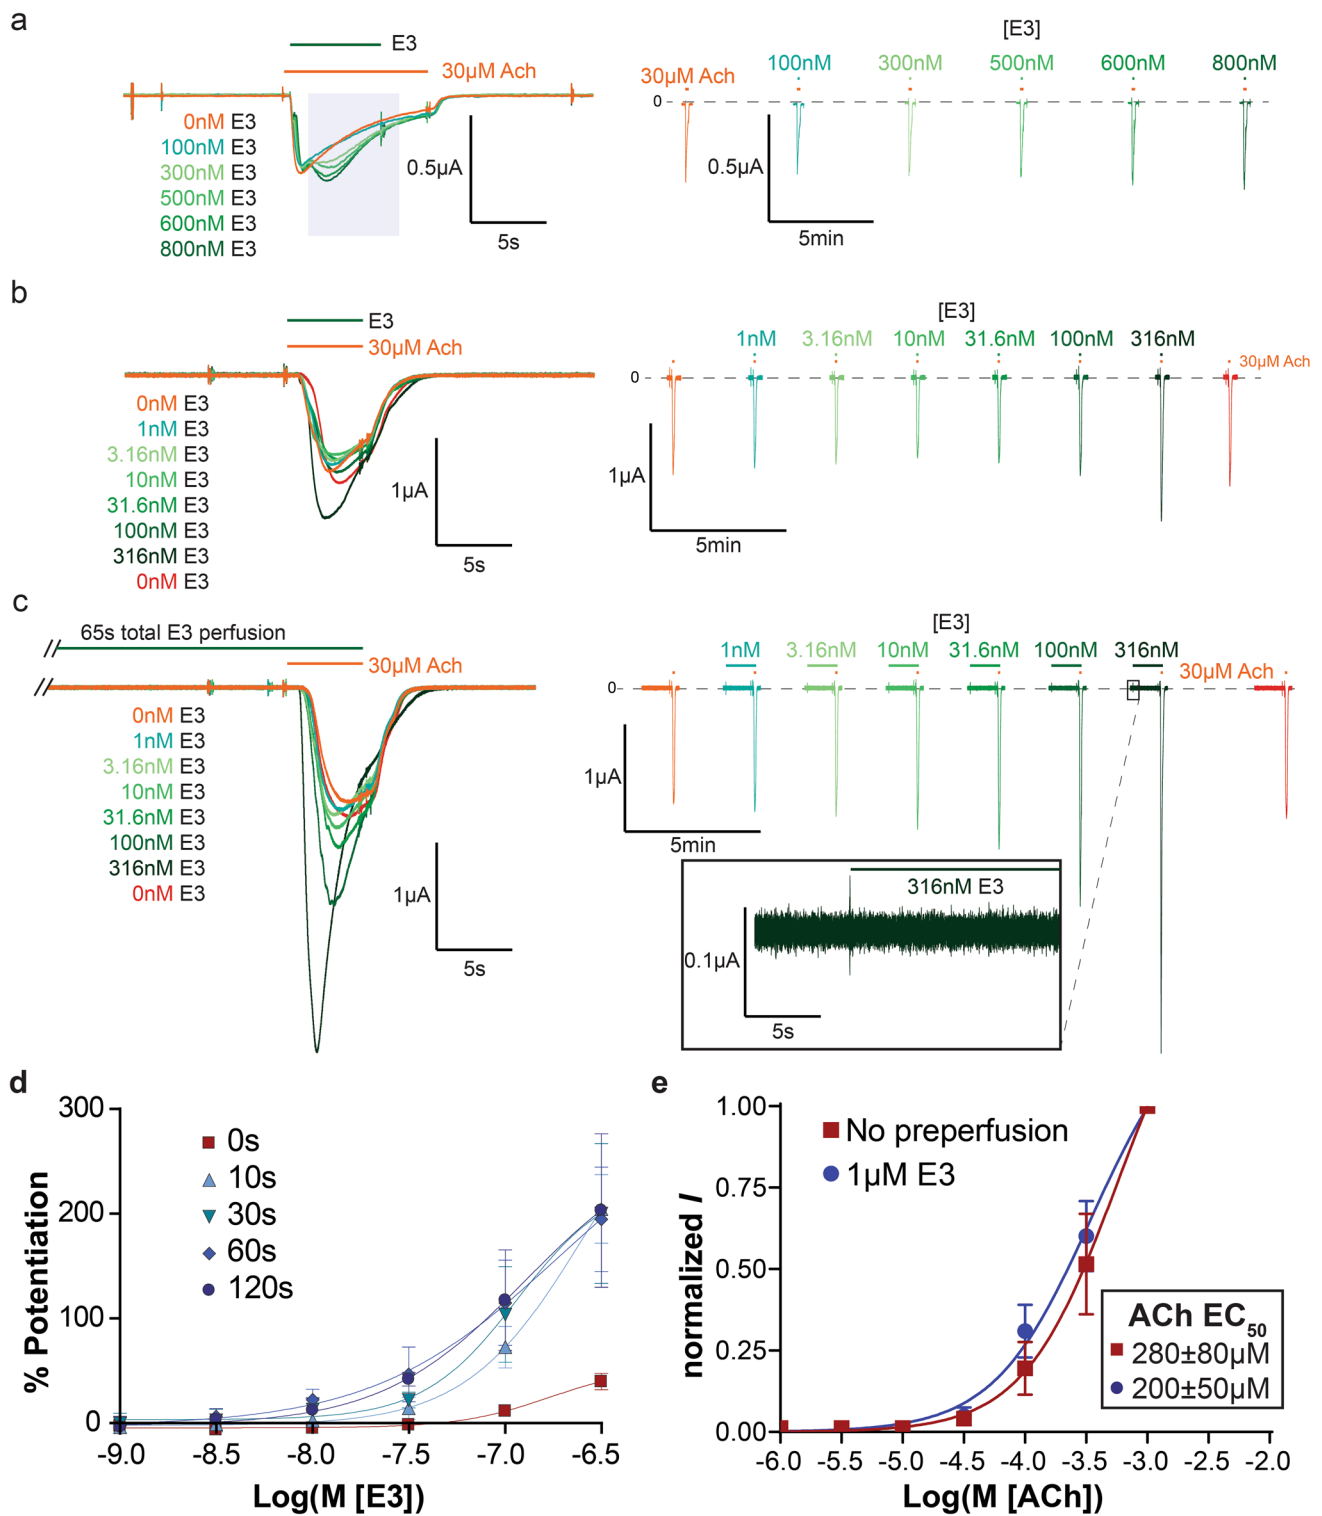 a
E3
30µM Ach
0nM E3
100nM E3
300nM E3
500nM E3
600nM E3
800nM E3
0.5µA
5s
[E3]
30µM Ach
100nM
300nM
500nM
600nM
800nM
0
0.5µA
5min
b
E3
30µM Ach
0nM E3
1nM E3
3.16nM E3
10nM E3
31.6nM E3
100nM E3
316nM E3
0nM E3
1µA
5s
[E3]
1nM
3.16nM
10nM
31.6nM
100nM
316nM
30µM Ach
0
1µA
5min
c
65s total E3 perfusion
30µM Ach
0nM E3
1nM E3
3.16nM E3
10nM E3
31.6nM E3
100nM E3
316nM E3
0nM E3
1µA
5s
[E3]
1nM
3.16nM
10nM
31.6nM
100nM
316nM
30µM Ach
0
1µA
5min
316nM E3
0.1µA
5s
d
% Potentiation
300
200
100
0
0s
10s
30s
60s
120s
-9.0 -8.5 -8.0 -7.5 -7.0 -6.5
Log(M [E3])
e
normalized I
1.00
0.75
0.50
0.25
0.00
No preperfusion
1µM E3
ACh EC50
280±80µM
200±50µM
-6.0 -5.5 -5.0 -4.5 -4.0 -3.5 -3.0 -2.5 -2.0
Log(M [ACh])